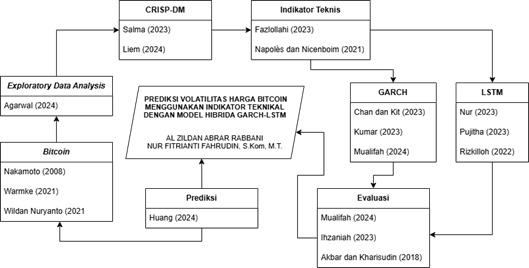 CRISP-DM
Salma (2023)
Liem (2024)
Indikator Teknis
Fazlollahi (2023)
Napolès dan Nicenboim (2021)
Exploratory Data Analysis
Agarwal (2024)
PREDIKSI VOLATILITAS HARGA BITCOIN
MENGGUNAKAN INDIKATOR TEKNIKAL
DENGAN MODEL HIBRIDA GARCH-LSTM
AL ZILDAN ABRAR RABBANI
NUR FITRIANTI FAHRUDIN, S.Kom, M.T.
GARCH
Chan dan Kit (2023)
Kumar (2023)
Mualifah (2024)
LSTM
Nur (2023)
Pujitha (2023)
Rizkilloh (2022)
Bitcoin
Nakamoto (2008)
Warmke (2021)
Wildan Nuryanto (2021
Prediksi
Huang (2024)
Evaluasi
Mualifah (2024)
Ihzaniah (2023)
Akbar dan Kharisudin (2018)